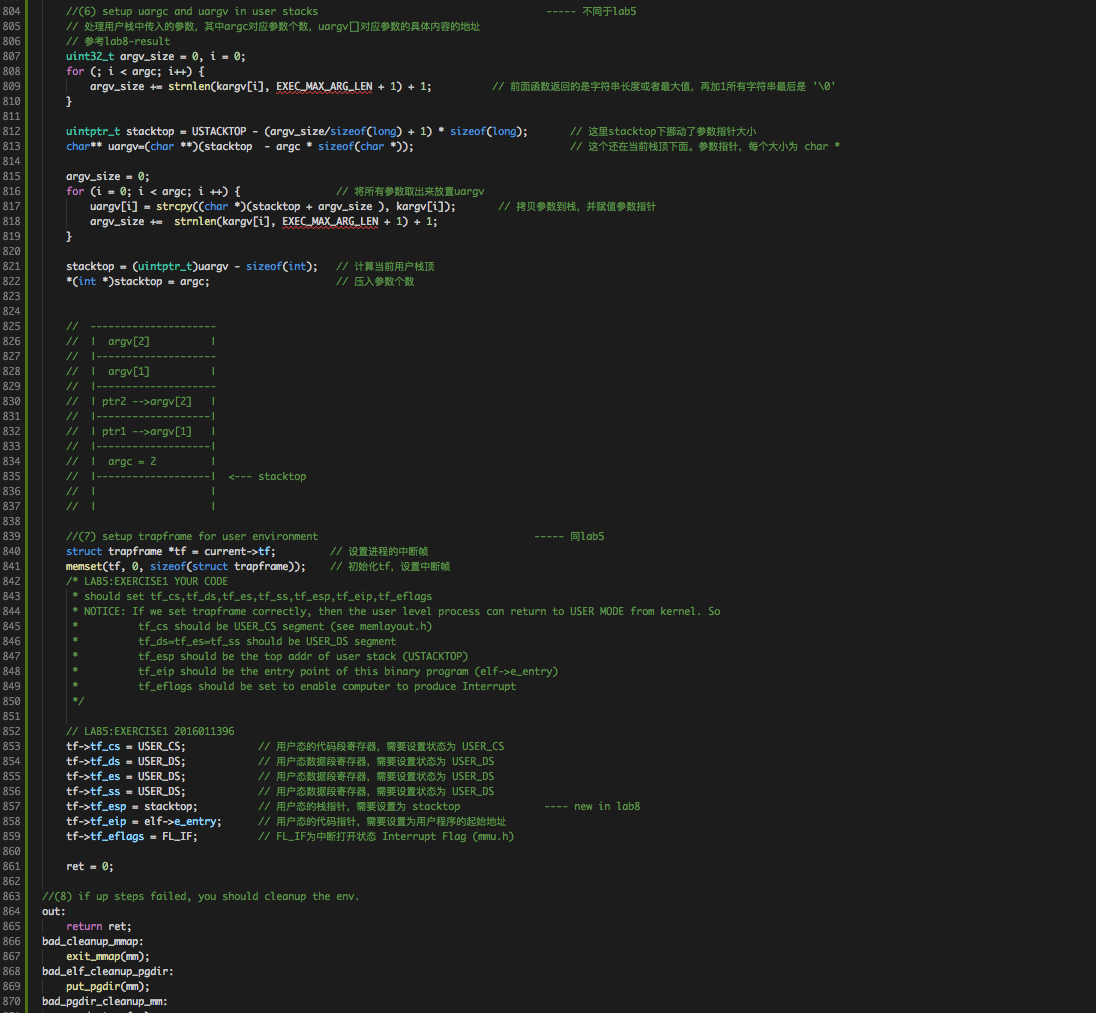 804 //(6) setup uargc and uargv in user stacks ----- 不同于lab5
805 // 处理用户栈中传入的参数，其中argc对应参数个数，uargv[]对应参数的具体内容的地址
806 // 参考lab8-result
807 uint32_t argv_size = 0, i = 0;
808 for (; i < argc; i++) {
809 argv_size += strnlen(kargv[i], EXEC_MAX_ARG_LEN + 1) + 1; // 前面函数返回的是字符串长度或者最大值，再加1所有字符串最后是 '\0'
810 }
811
812 uintptr_t stacktop = USTACKTOP - (argv_size/sizeof(long) + 1) * sizeof(long); // 这里stacktop下挪动了参数指针大小
813 char** uargv=(char **)(stacktop - argc * sizeof(char *)); // 这个还在当前栈顶下面。参数指针，每个大小为 char *
814
815 argv_size = 0;
816 for (i = 0; i < argc; i ++) { // 将所有参数取出来放置uargv
817 uargv[i] = strcpy((char *)(stacktop + argv_size ), kargv[i]); // 拷贝参数到栈，并赋值参数指针
818 argv_size += strnlen(kargv[i], EXEC_MAX_ARG_LEN + 1) + 1;
819 }
820
821 stacktop = (uintptr_t)uargv - sizeof(int); // 计算当前用户栈顶
822 *(int *)stacktop = argc; // 压入参数个数
823
824
825 // ---------------------
826 // | argv[2] |
827 // |--------------------
828 // | argv[1] |
829 // |--------------------
830 // | ptr2 -->argv[2] |
831 // |-------------------|
832 // | ptr1 -->argv[1] |
833 // |-------------------|
834 // | argc = 2 |
835 // |-------------------| <--- stacktop
836 // | |
837 // | |
838
839 //(7) setup trapframe for user environment ----- 同lab5
840 struct trapframe *tf = current->tf; // 设置进程的中断帧
841 memset(tf, 0, sizeof(struct trapframe)); // 初始化tf，设置中断帧
842 /* LAB5:EXERCISE1 YOUR CODE
843 * should set tf_cs,tf_ds,tf_es,tf_ss,tf_esp,tf_eip,tf_eflags
844 * NOTICE: If we set trapframe correctly, then the user level process can return to USER MODE from kernel. So
845 * tf_cs should be USER_CS segment (see memlayout.h)
846 * tf_ds=tf_es=tf_ss should be USER_DS segment
847 * tf_esp should be the top addr of user stack (USTACKTOP)
848 * tf_eip should be the entry point of this binary program (elf->e_entry)
849 * tf_eflags should be set to enable computer to produce Interrupt
850 */
851
852 // LAB5:EXERCISE1 2016011396
853 tf->tf_cs = USER_CS; // 用户态的代码段寄存器，需要设置状态为 USER_CS
854 tf->tf_ds = USER_DS; // 用户态数据段寄存器，需要设置状态为 USER_DS
855 tf->tf_es = USER_DS; // 用户态数据段寄存器，需要设置状态为 USER_DS
856 tf->tf_ss = USER_DS; // 用户态数据段寄存器，需要设置状态为 USER_DS
857 tf->tf_esp = stacktop; // 用户态的栈指针，需要设置为 stacktop ---- new in lab8
858 tf->tf_eip = elf->e_entry; // 用户态的代码指针，需要设置为用户程序的起始地址
859 tf->tf_eflags = FL_IF; // FL_IF为中断打开状态 Interrupt Flag (mmu.h)
860
861 ret = 0;
862
863 //(8) if up steps failed, you should cleanup the env.
864 out:
865 return ret;
866 bad_cleanup_mmap:
867 exit_mmap(mm);
868 bad_elf_cleanup_pgdir:
869 put_pgdir(mm);
870 bad_pgdir_cleanup_mm: